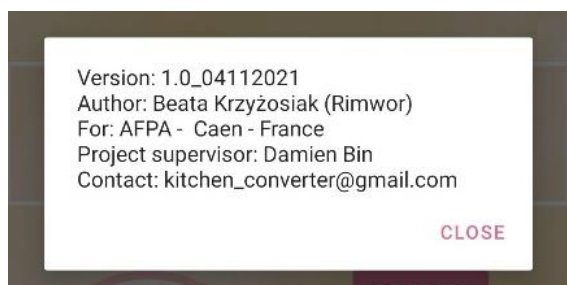 Version: 1.0_04112021
Author: Beata Krzyżosiak (Rimwor)
For: AFPA -  Caen - France
Project supervisor: Damien Bin
Contact: kitchen_converter@gmail.com
CLOSE